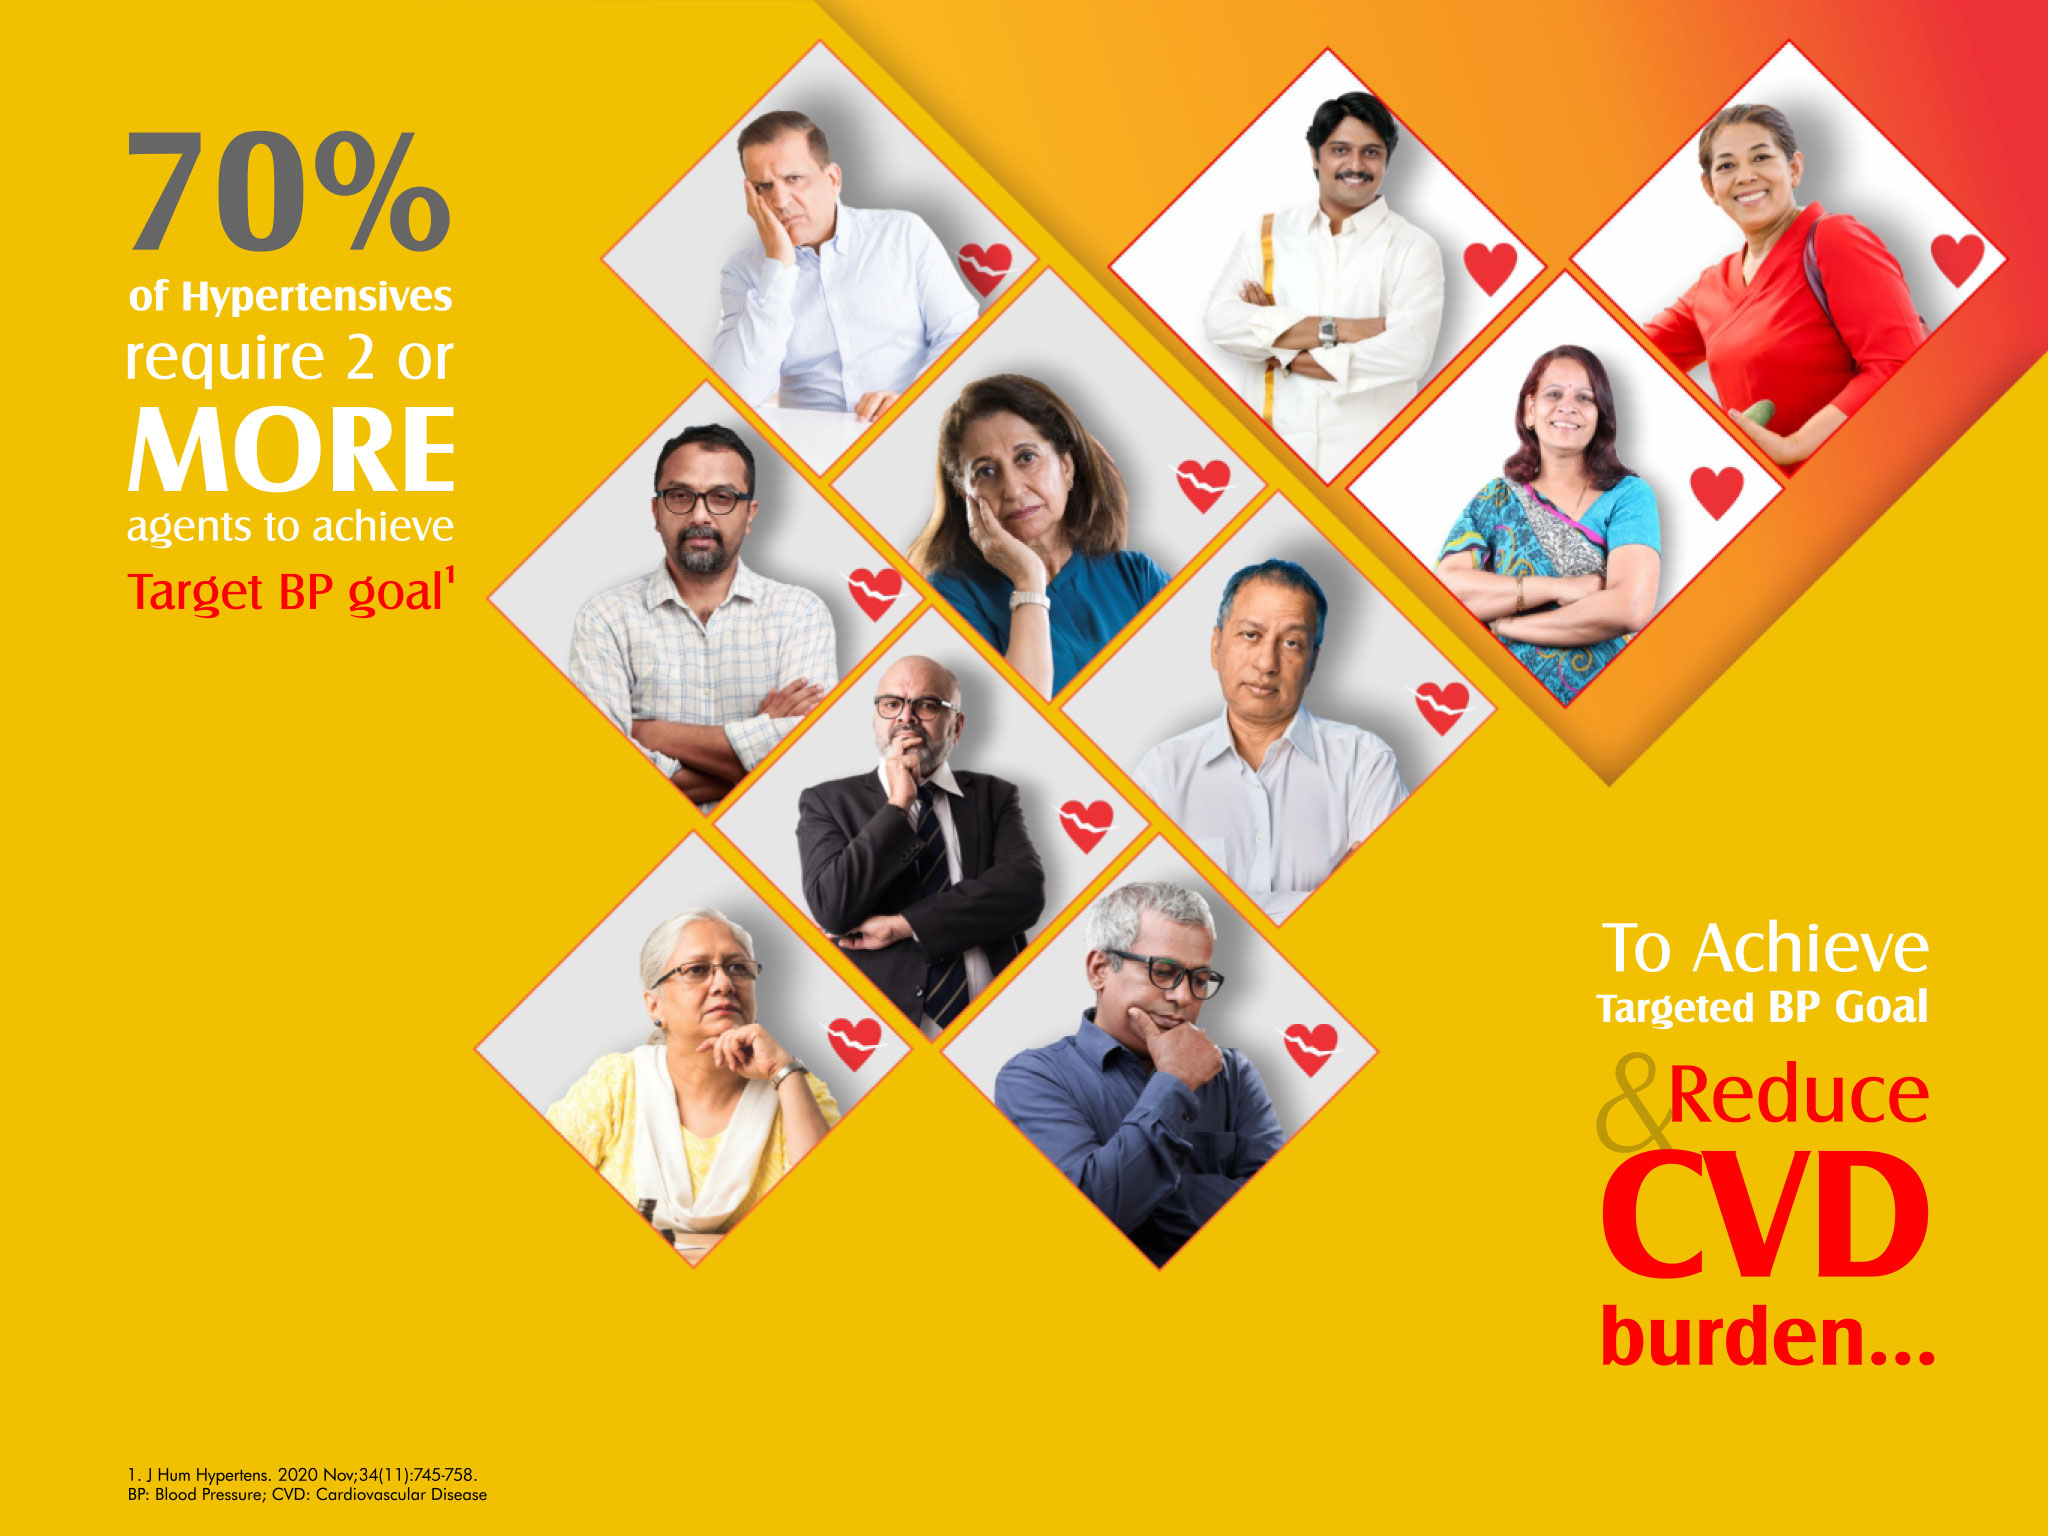 70%
of Hypertensives
require 2 or
MORE
agents to achieve
Target BP goal¹
To Achieve
Targeted BP Goal
& Reduce
CVD
burden...
1. J Hum Hypertens. 2020 Nov;34(11):745-758.
BP: Blood Pressure; CVD: Cardiovascular Disease